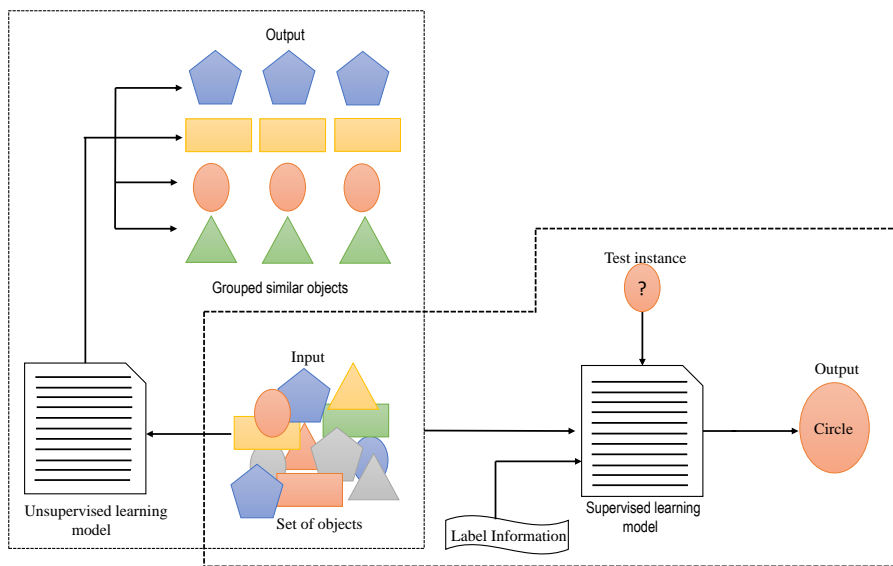 Output
Grouped similar objects
Test instance
?
Input
Output
Circle
Unsupervised learning
model
Set of objects
Label Information
Supervised learning
model